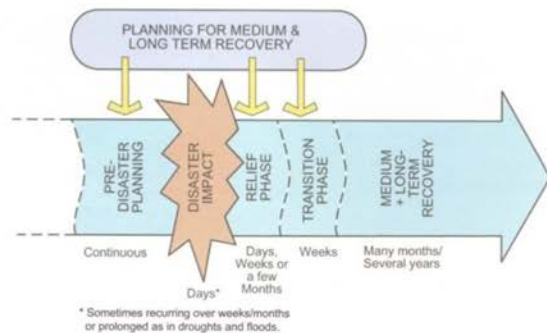 PLANNING FOR MEDIUM &
LONG TERM RECOVERY
PRE-
DISASTER
PLANNING
DISASTER
IMPACT
RELIEF
PHASE
TRANSITION
PHASE
MEDIUM
+ LONG-
TERM
RECOVERY
Continuous
Days*
Days,
Weeks or
a few
Months
Weeks
Many months/
Several years
* Sometimes recurring over weeks/months
or prolonged as in droughts and floods.